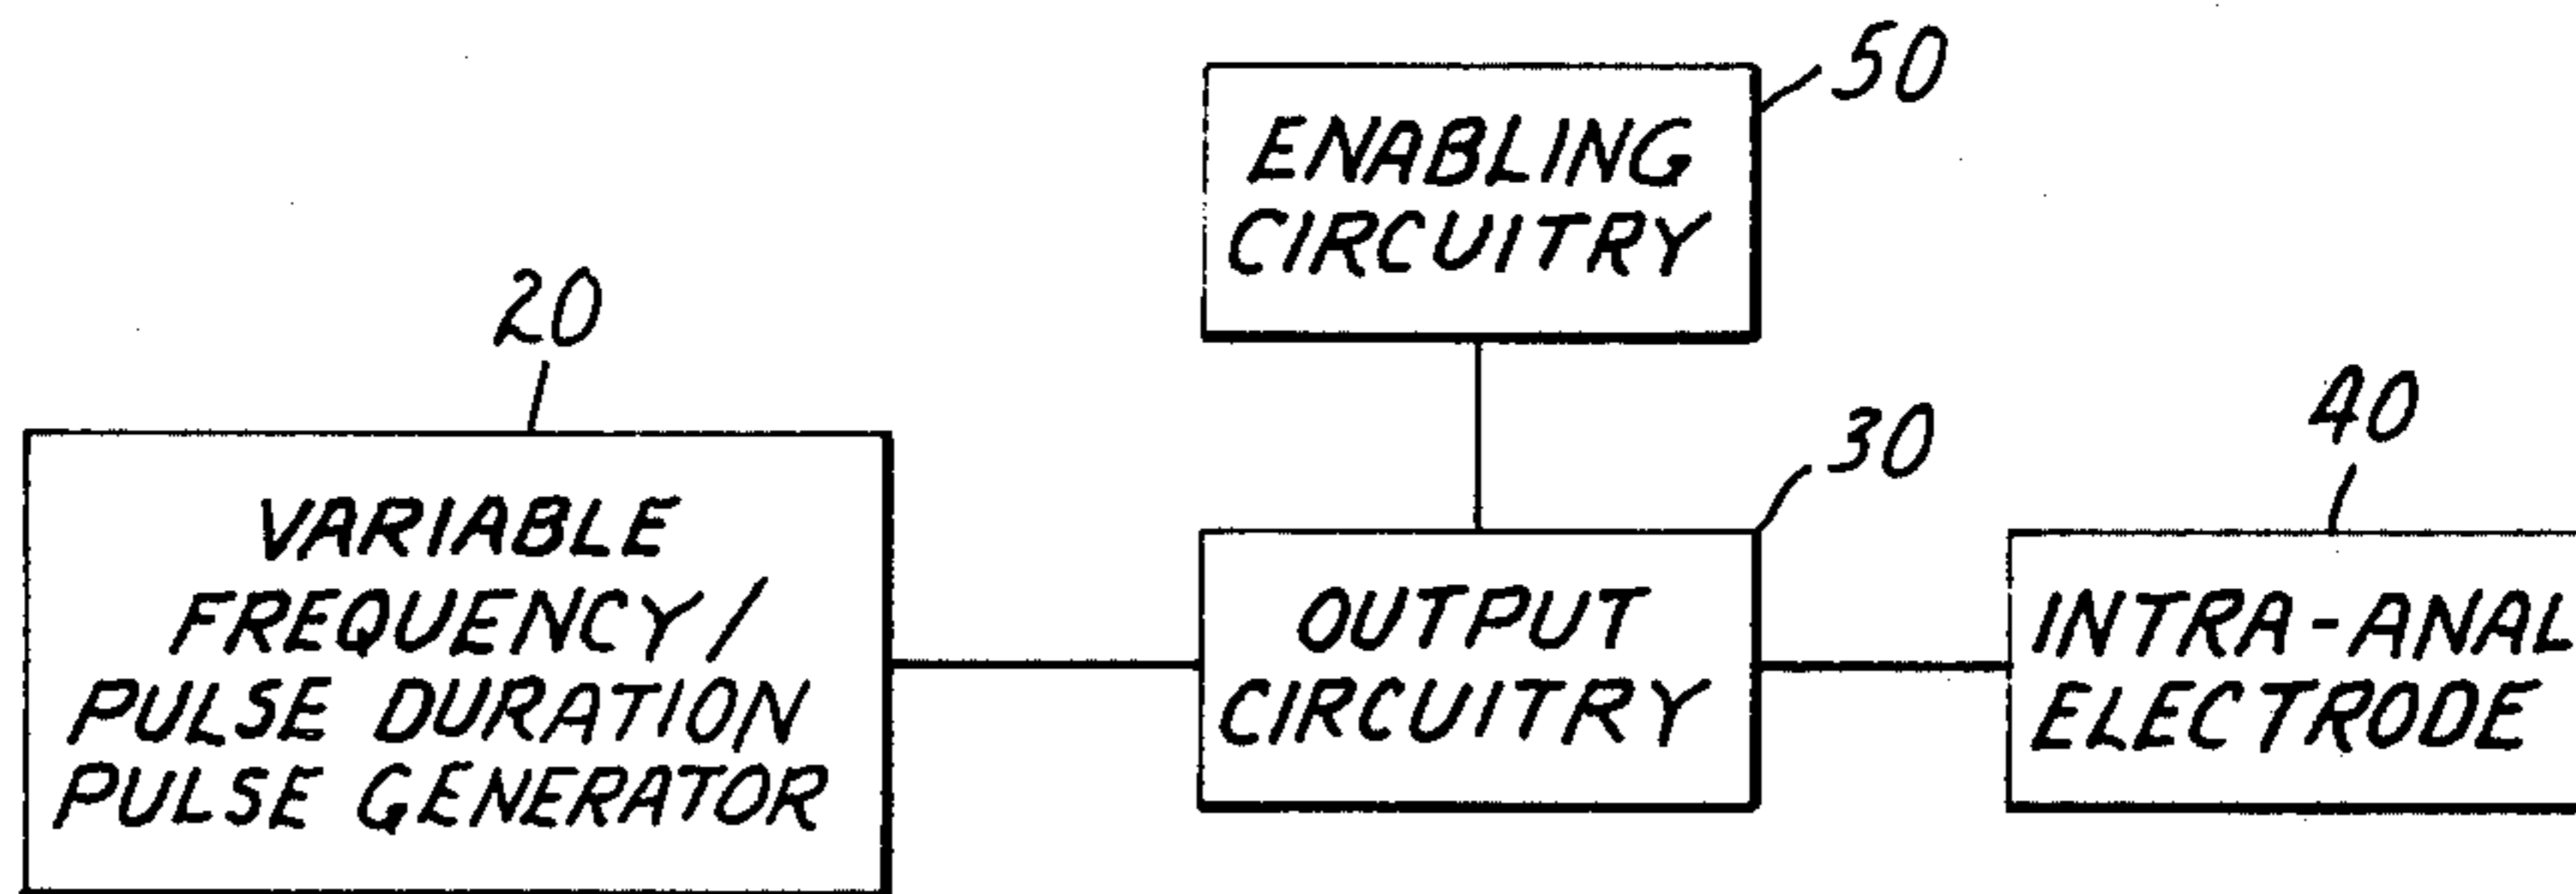 50
ENABLING
CIRCUITRY
20
VARIABLE
FREQUENCY/
PULSE DURATION
PULSE GENERATOR
30
OUTPUT
CIRCUITRY
40
INTRA-ANAL
ELECTRODE